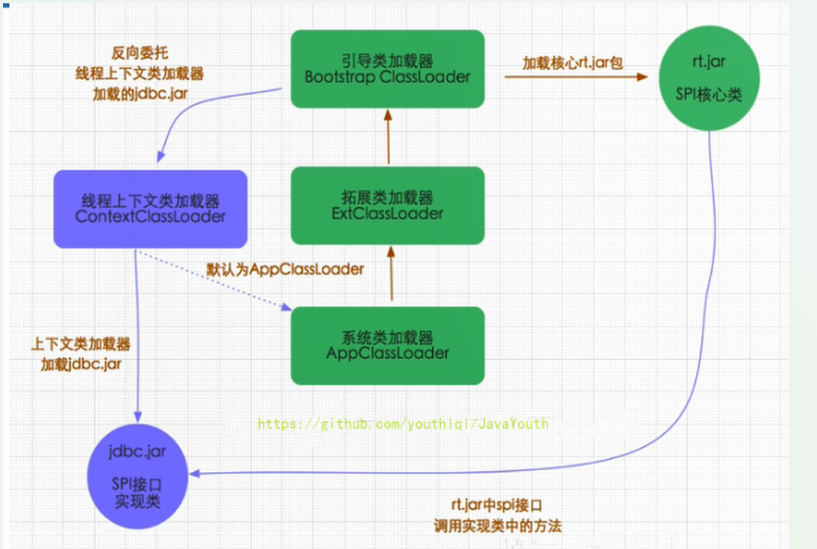 反向委托
线程上下文类加载器
加载的jdbc.jar
引导类加载器
Bootstrap ClassLoader
加载核心rt.jar包
rt.jar
SPI核心类
线程上下文类加载器
ContextClassLoader
拓展类加载器
ExtClassLoader
默认为AppClassLoader
系统类加载器
AppClassLoader
上下文类加载器
加载jdbc.jar
https://github.com/youthlql/JavaYouth
jdbc.jar
SPI接口
实现类
rt.jar中spi接口
调用实现类中的方法